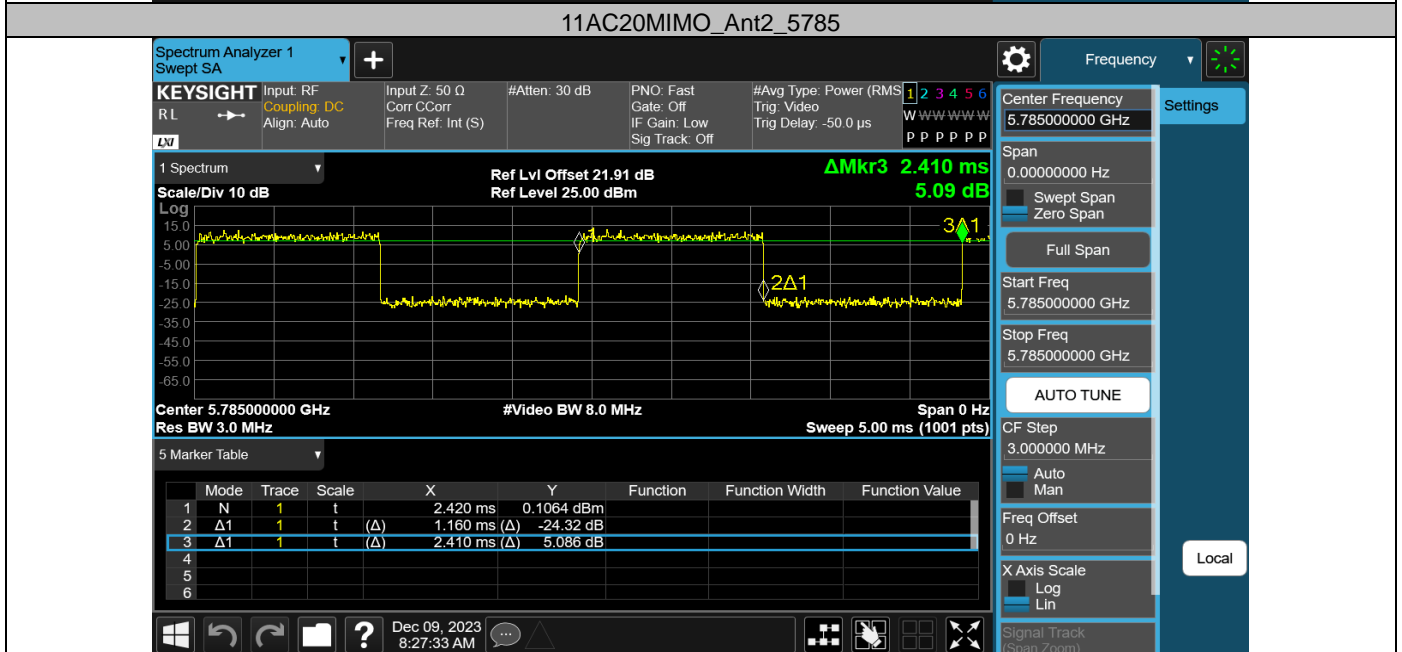 11AC20MIMO_Ant2_5785
Spectrum Analyzer 1
Swept SA
Frequency
KEYSIGHT
RL
LXI
Input: RF
Coupling: DC
Align: Auto
Input Z: 50 Ω
Corr CCorr
Freq Ref: Int (S)
#Atten: 30 dB
PNO: Fast
Gate: Off
IF Gain: Low
Sig Track: Off
#Avg Type: Power (RMS
Trig: Video
Trig Delay: -50.0 µs
1 2 3 4 5 6
W W W W W W
P P P P P P
Center Frequency
5.785000000 GHz
Settings
Span
0.00000000 Hz
Swept Span
Zero Span
Full Span
Start Freq
5.785000000 GHz
Stop Freq
5.785000000 GHz
AUTO TUNE
CF Step
3.000000 MHz
Auto
Man
Freq Offset
0 Hz
X Axis Scale
Log
Lin
Signal Track
(Span Zoom)
Local
1 Spectrum
Scale/Div 10 dB
Ref Lvl Offset 21.91 dB
Ref Level 25.00 dBm
ΔMkr3 2.410 ms
5.09 dB
Log
15.0
5.00
-5.00
-15.0
-25.0
-35.0
-45.0
-55.0
-65.0
1
2Δ1
3Δ1
Center 5.785000000 GHz
#Video BW 8.0 MHz
Span 0 Hz
Res BW 3.0 MHz
Sweep 5.00 ms (1001 pts)
5 Marker Table
Mode Trace Scale X Y Function Function Width Function Value
1 N 1 t 2.420 ms 0.1064 dBm
2 Δ1 1 t (Δ) 1.160 ms (Δ) -24.32 dB
3 Δ1 1 t (Δ) 2.410 ms (Δ) 5.086 dB
4
5
6
Dec 09, 2023
8:27:33 AM